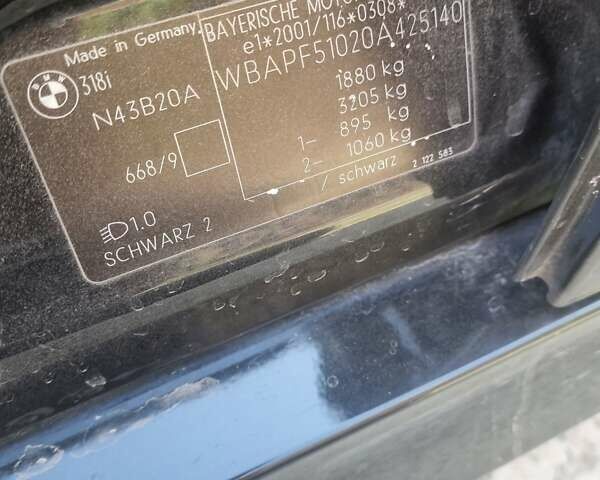 Made in Germany
BMW
318i
N43B20A
668/9
1.0
SCHWARZ 2
BAYERISCHE
e1*2001/116*0308*
WBAPF51020A425140
1880 kg
3205 kg
1- 895 kg
2- 1060 kg
/ schwarz
2 122 583